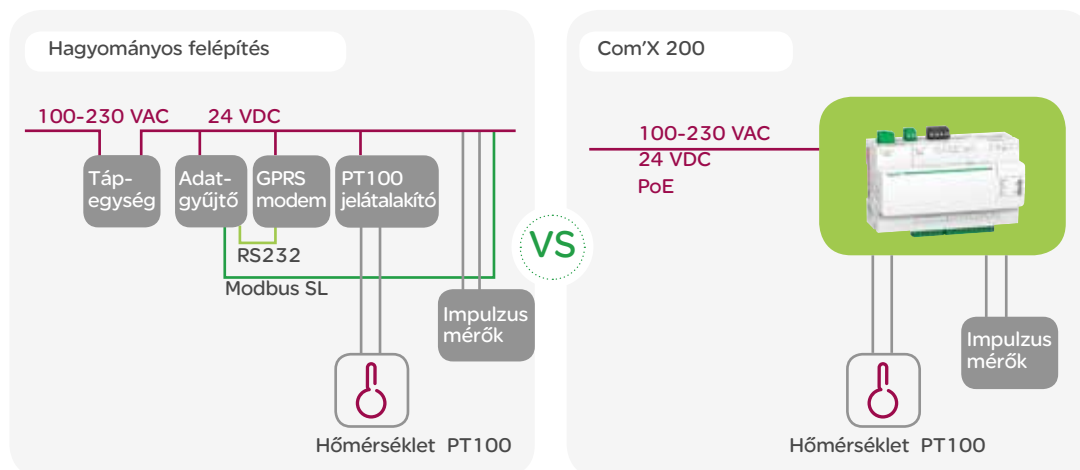 Hagyományos felépítés
100-230 VAC
24 VDC
Táp-
egység
Adat-
gyűjtő
GPRS
modem
PT100
jelátalakító
RS232
Modbus SL
Impulzus
mérők
Hőmérséklet PT100
VS
Com'X 200
100-230 VAC
24 VDC
PoE
Impulzus
mérők
Hőmérséklet PT100